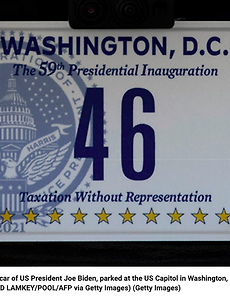 WASHINGTON, D.C.
The 59th Presidential Inauguration
46
HARRIS
2021
Taxation Without Representation
car of US President Joe Biden, parked at the US Capitol in Washington,
D LAMKEY/POOL/AFP via Getty Images) (Getty Images)